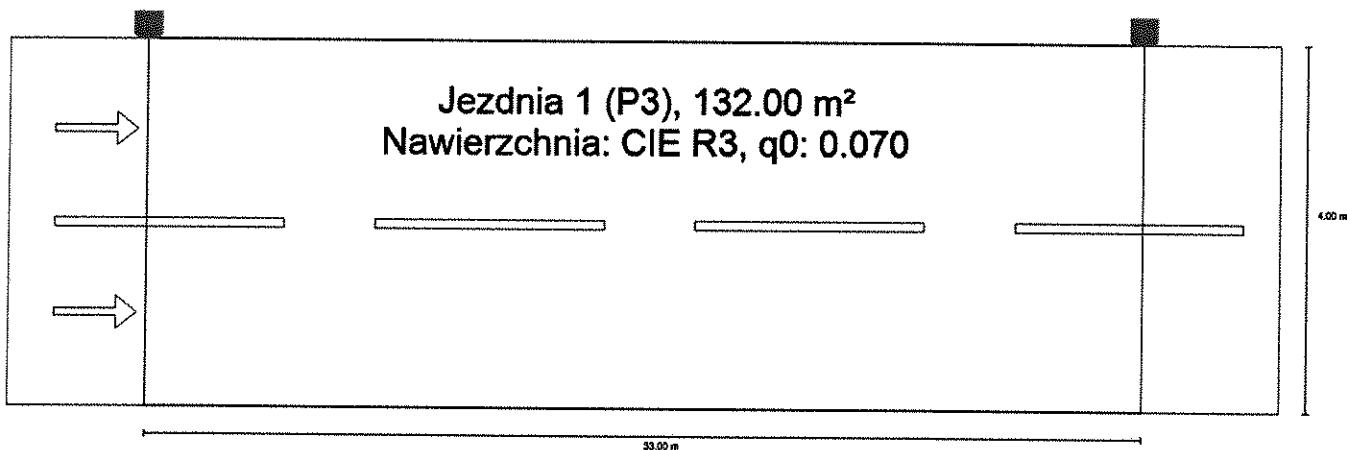 Jezdnia 1 (P3), 132.00 m²
Nawierzchnia: CIE R3, q0: 0.070
4.00 m
33.00 m